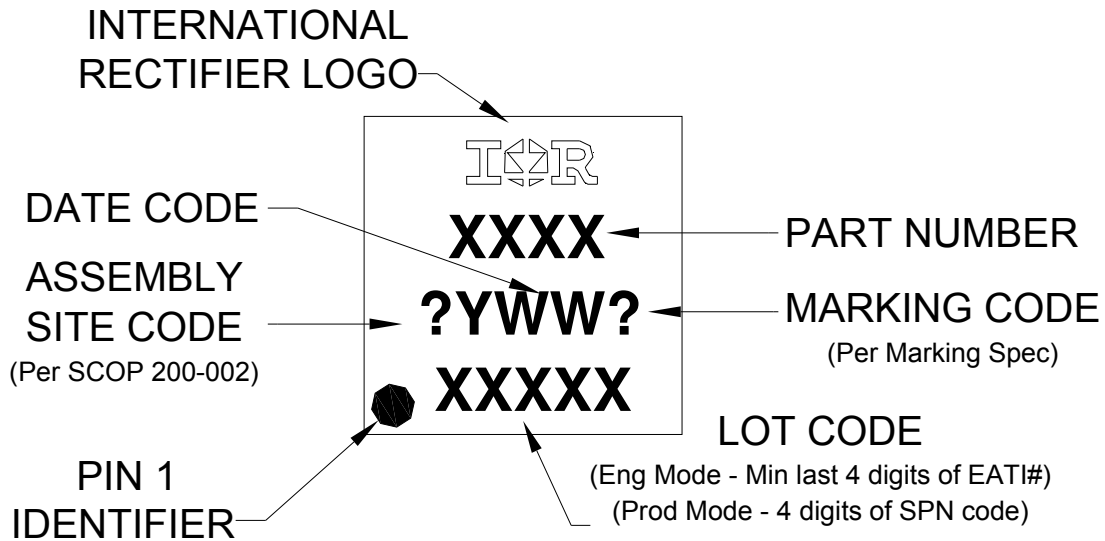 INTERNATIONAL
RECTIFIER LOGO
IOR
DATE CODE
XXXX
PART NUMBER
ASSEMBLY
SITE CODE
(Per SCOP 200-002)
?YWW?
MARKING CODE
(Per Marking Spec)
XXXXX
PIN 1
IDENTIFIER
LOT CODE
(Eng Mode - Min last 4 digits of EATI#)
(Prod Mode - 4 digits of SPN code)